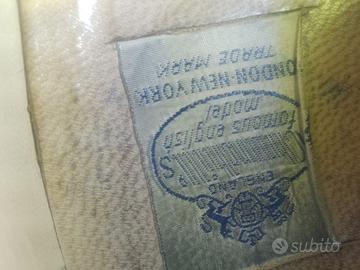 ENGLAND
famous english
model
TRADE MARK
LONDON-NEW YORK
subito